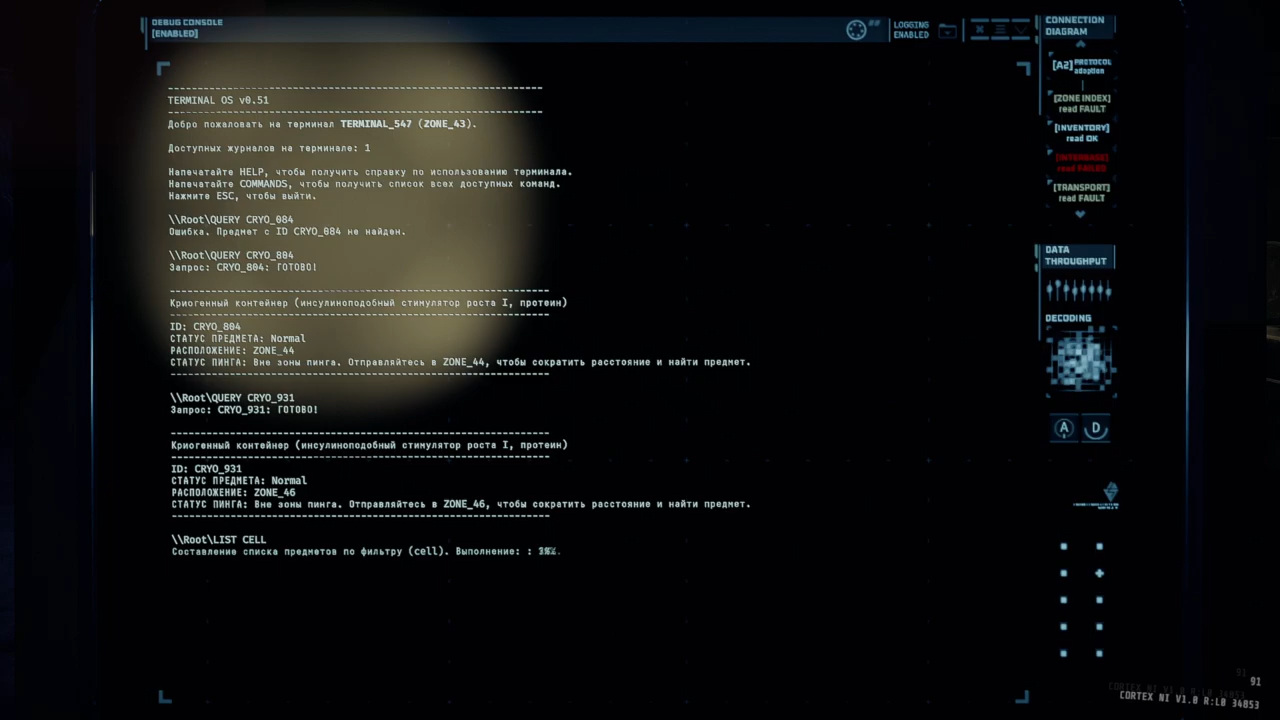 DEBUG CONSOLE
[ENABLED]
LOGGING
ENABLED
--------------------------------------------------------------
TERMINAL OS v0.51
--------------------------------------------------------------
Добро пожаловать на терминал TERMINAL_547 (ZONE_43).
Доступных журналов на терминале: 1
Напечатайте HELP, чтобы получить справку по использованию терминала.
Напечатайте COMMANDS, чтобы получить список всех доступных команд.
Нажмите ESC, чтобы выйти.
\\Root\QUERY CRYO_084
Ошибка. Предмет с ID CRYO_084 не найден.
\\Root\QUERY CRYO_804
Запрос: CRYO_804: ГОТОВО!
--------------------------------------------------------------
Криогенный контейнер (инсулиноподобный стимулятор роста I, протеин)
--------------------------------------------------------------
ID: CRYO_804
СТАТУС ПРЕДМЕТА: Normal
РАСПОЛОЖЕНИЕ: ZONE_44
СТАТУС ПИНГА: Вне зоны пинга. Отправляйтесь в ZONE_44, чтобы сократить расстояние и найти предмет.
--------------------------------------------------------------
\\Root\QUERY CRYO_931
Запрос: CRYO_931: ГОТОВО!
--------------------------------------------------------------
Криогенный контейнер (инсулиноподобный стимулятор роста I, протеин)
--------------------------------------------------------------
ID: CRYO_931
СТАТУС ПРЕДМЕТА: Normal
РАСПОЛОЖЕНИЕ: ZONE_46
СТАТУС ПИНГА: Вне зоны пинга. Отправляйтесь в ZONE_46, чтобы сократить расстояние и найти предмет.
--------------------------------------------------------------
\\Root\LIST CELL
Составление списка предметов по фильтру (cell). Выполнение: :
CONNECTION
DIAGRAM
[A2] PROTOCOL
adaption
[ZONE INDEX]
read FAULT
[INVENTORY]
read OK
read FAILED
[TRANSPORT]
read FAULT
DATA
THROUGHPUT
DECODING
A D
91
CORTEX NI V1.0 R:L0 34853